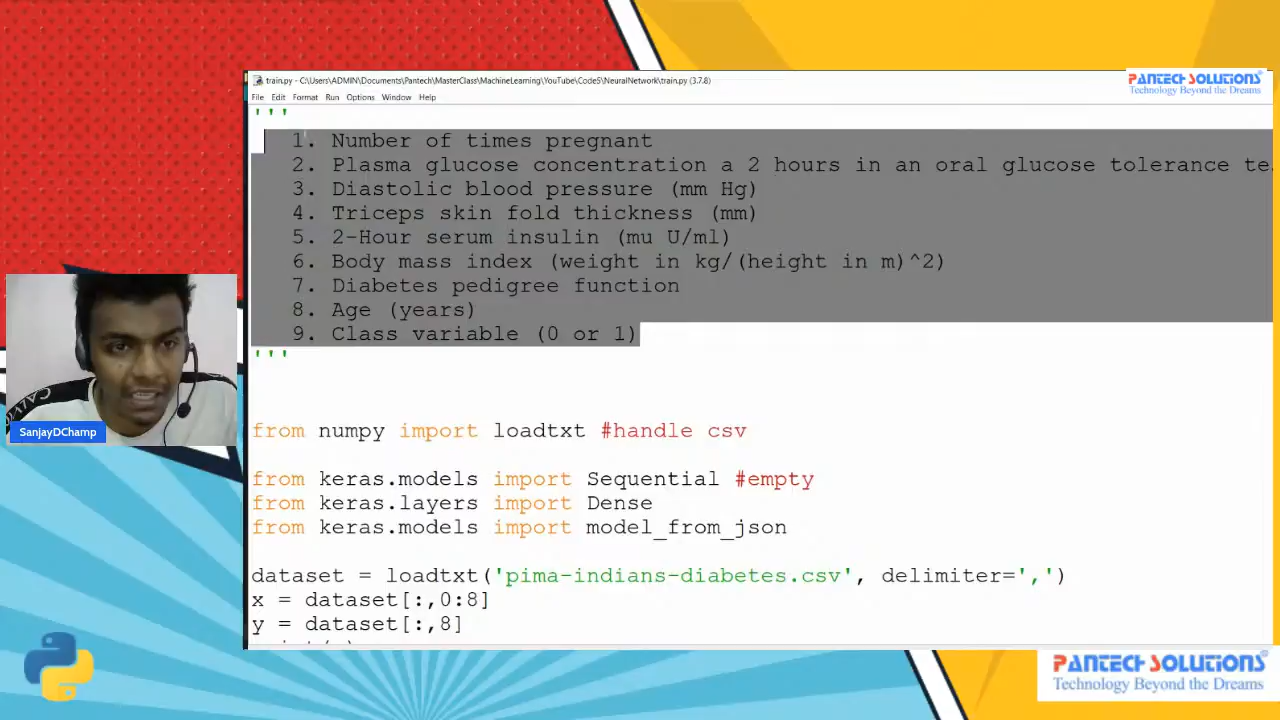 train.py - C:\Users\ADMIN\Documents\Pantech\MasterClass\MachineLearning\YouTube\Code5\NeuralNetwork\train.py (3.7.8)
File Edit Format Run Options Window Help
PANTECH SOLUTIONS
Technology Beyond the Dreams
'''
1. Number of times pregnant
2. Plasma glucose concentration a 2 hours in an oral glucose tolerance te
3. Diastolic blood pressure (mm Hg)
4. Triceps skin fold thickness (mm)
5. 2-Hour serum insulin (mu U/ml)
6. Body mass index (weight in kg/(height in m)^2)
7. Diabetes pedigree function
8. Age (years)
9. Class variable (0 or 1)
'''
SanjayDChamp
from numpy import loadtxt #handle csv
from keras.models import Sequential #empty
from keras.layers import Dense
from keras.models import model_from_json
dataset = loadtxt('pima-indians-diabetes.csv', delimiter=',')
x = dataset[:,0:8]
y = dataset[:,8]
PANTECH SOLUTIONS
Technology Beyond the Dreams